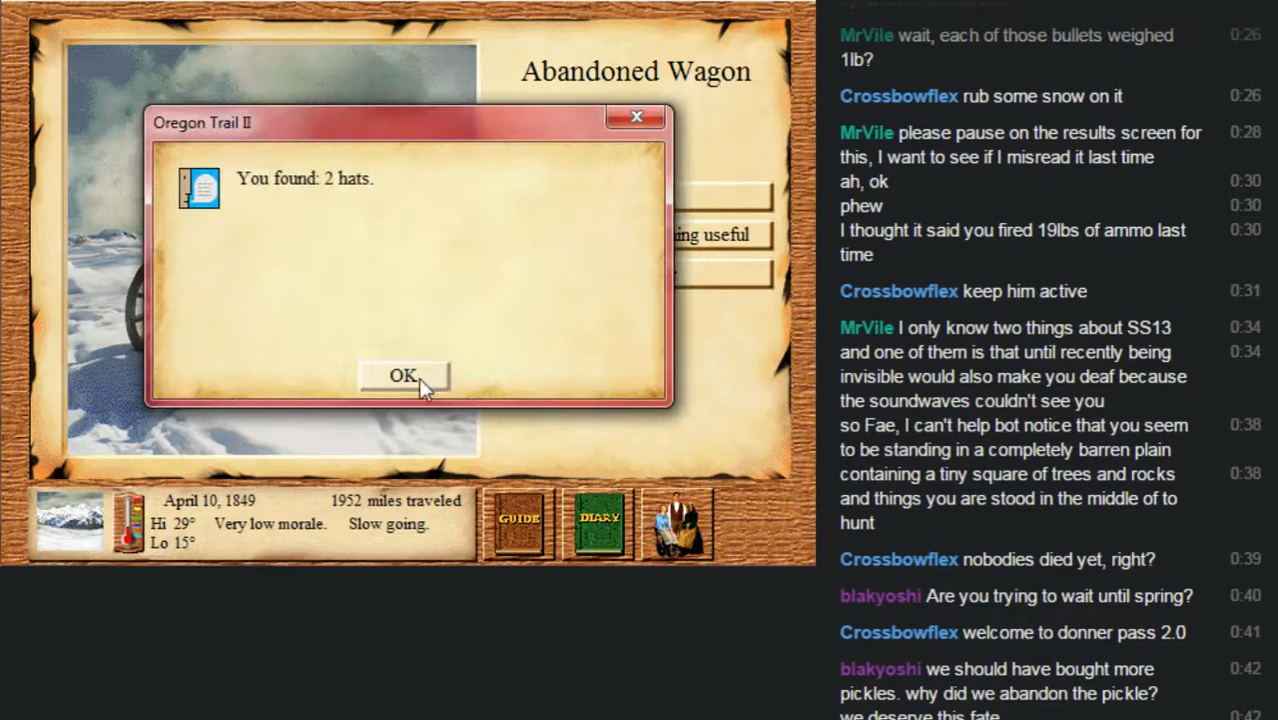 Abandoned Wagon
Oregon Trail II
You found: 2 hats.
ing useful
OK
April 10, 1849
1952 miles traveled
Hi 29°
Very low morale.
Slow going.
Lo 15°
GUIDE
DIARY
MrVile wait, each of those bullets weighed 0:26
1lb?
Crossbowflex rub some snow on it 0:26
MrVile please pause on the results screen for 0:28
this, I want to see if I misread it last time
ah, ok 0:30
phew 0:30
I thought it said you fired 19lbs of ammo last 0:30
time
Crossbowflex keep him active 0:31
MrVile I only know two things about SS13 0:34
and one of them is that until recently being 0:34
invisible would also make you deaf because
the soundwaves couldn't see you
so Fae, I can't help bot notice that you seem 0:38
to be standing in a completely barren plain
containing a tiny square of trees and rocks 0:38
and things you are stood in the middle of to
hunt
Crossbowflex nobodies died yet, right? 0:39
blakyoshi Are you trying to wait until spring? 0:40
Crossbowflex welcome to donner pass 2.0 0:41
blakyoshi we should have bought more 0:42
pickles. why did we abandon the pickle?
we deserve this fate 0:42